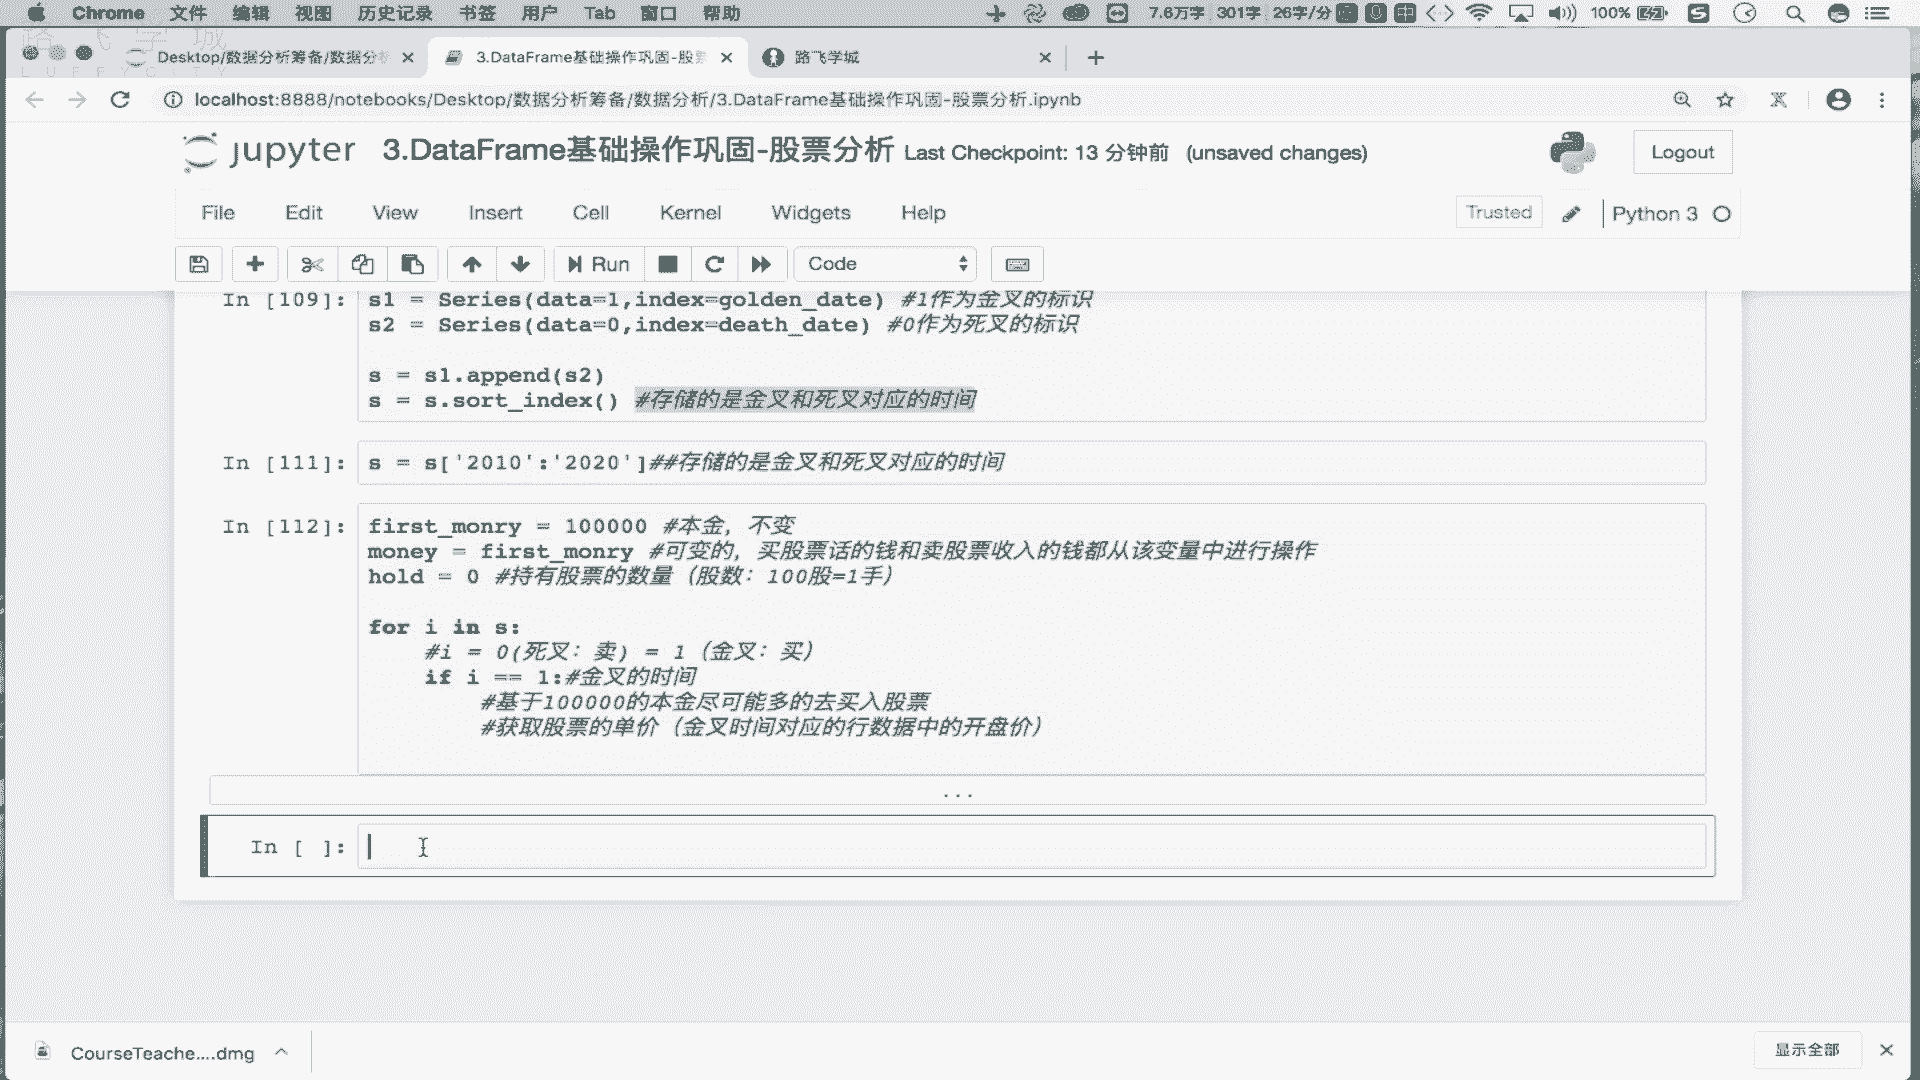 Chrome 文件 编辑 视图 历史记录 书签 用户 Tab 窗口 帮助 7.6万字 301字 26字/分 中 100%
Desktop/数据分析筹备/数据分析
3.DataFrame基础操作巩固-股
路飞学城
localhost:8888/notebooks/Desktop/数据分析筹备/数据分析/3.DataFrame基础操作巩固-股票分析.ipynb
jupyter 3.DataFrame基础操作巩固-股票分析 Last Checkpoint: 13 分钟前 (unsaved changes)
Logout
File Edit View Insert Cell Kernel Widgets Help
Trusted Python 3
Run Code
In [109]: s1 = Series(data=1,index=golden_date) #1作为金叉的标识
s2 = Series(data=0,index=death_date) #0作为死叉的标识
s = s1.append(s2)
s = s.sort_index() #存储的是金叉和死叉对应的时间
In [111]: s = s['2010':'2020']##存储的是金叉和死叉对应的时间
In [112]: first_monry = 100000 #本金，不变
money = first_monry #可变的，买股票话的钱和卖股票收入的钱都从该变量中进行操作
hold = 0 #持有股票的数量（股数：100股=1手）
for i in s:
#i = 0(死叉：卖) = 1（金叉：买）
if i == 1:#金叉的时间
#基于100000的本金尽可能多的去买入股票
#获取股票的单价（金叉时间对应的行数据中的开盘价）
...
In [ ]:
CourseTeache....dmg
显示全部